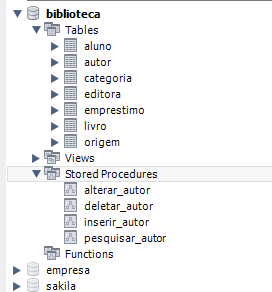 biblioteca
Tables
aluno
autor
categoria
editora
emprestimo
livro
origem
Views
Stored Procedures
alterar_autor
deletar_autor
inserir_autor
pesquisar_autor
Functions
empresa
sakila